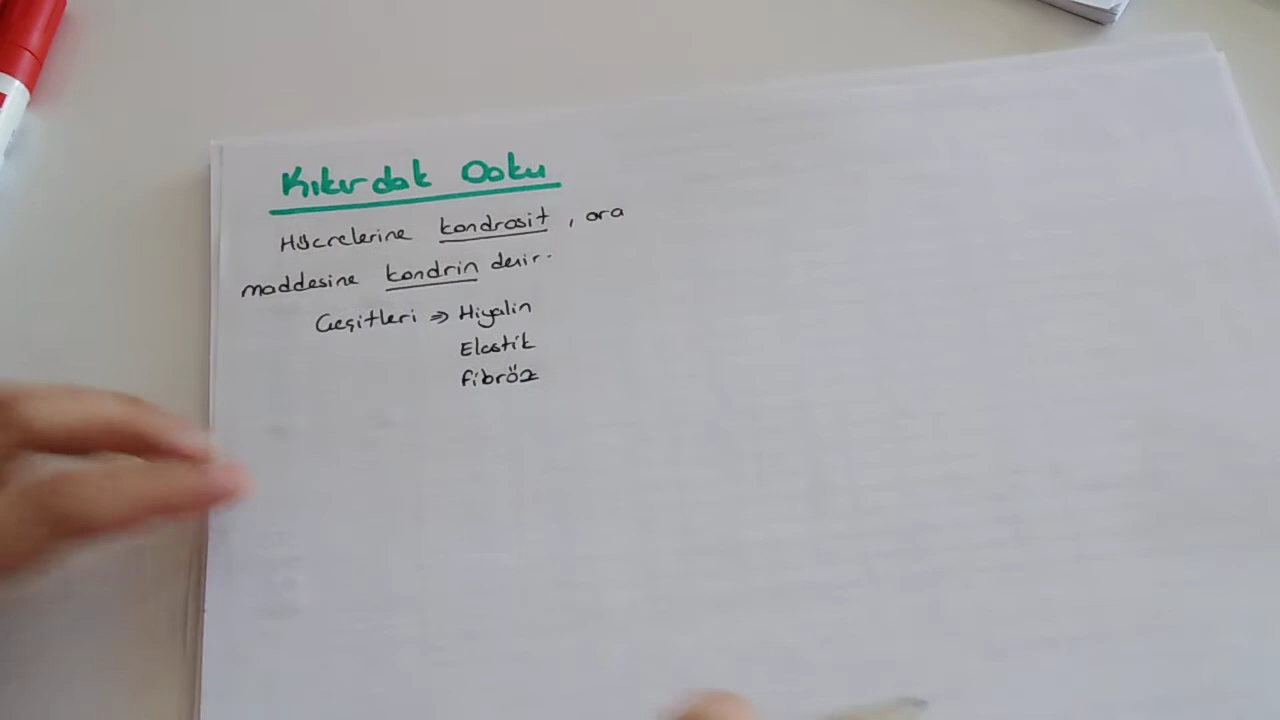 Kıkırdak Doku
Hücrelerine kondrosit, ara
maddesine kondrin denir.
Çeşitleri ⇒ Hiyalin
Elastik
Fibröz